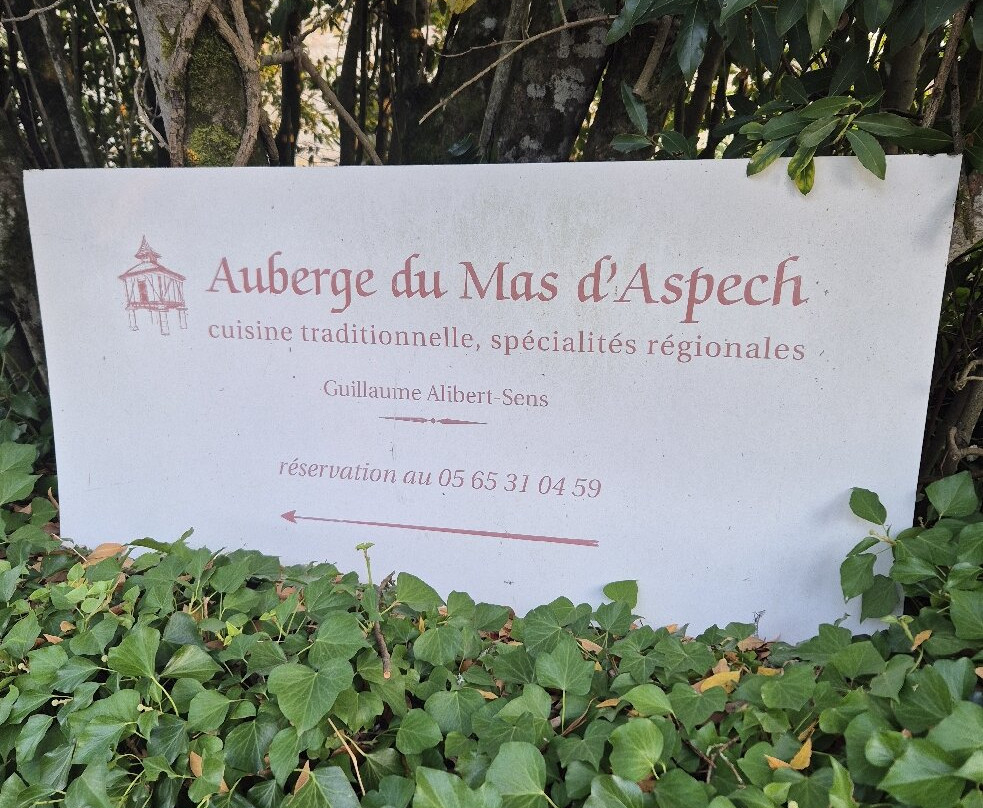 Auberge du Mas d'Aspech
cuisine traditionnelle, spécialités régionales
Guillaume Alibert-Sens
réservation au 05 65 31 04 59